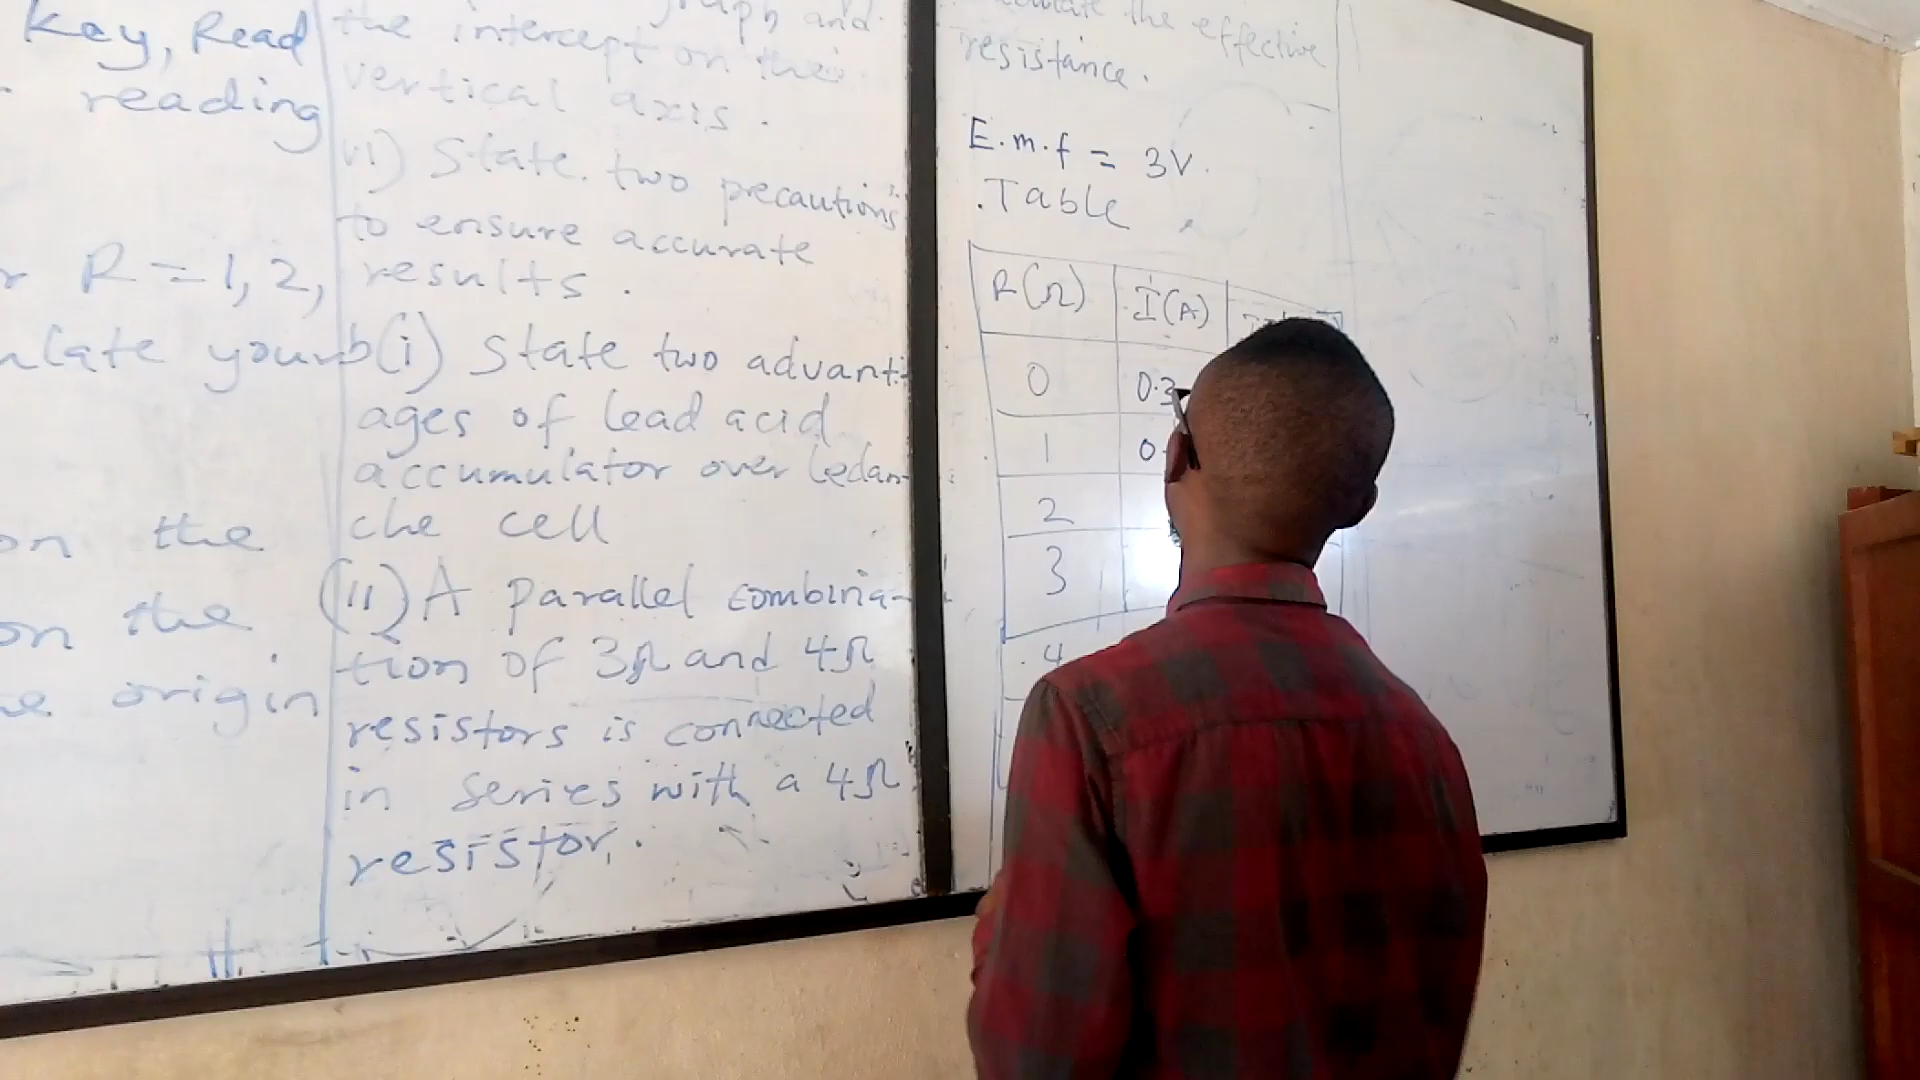 Key, Read
reading
R = 1, 2,
your
on the
on the
origin
graph and
the intercept on the
vertical axis.
vi) State two precautions
to ensure accurate
results.
b(i) State two advant-
ages of lead acid
accumulator over leclan-
che cell
(ii) A parallel combina-
tion of 3Ω and 4Ω
resistors is connected
in series with a 4Ω
resistor.
the effective
resistance.
E.m.f = 3V.
Table
R(Ω) I(A)
0 0.3
1 0.
2
3
4